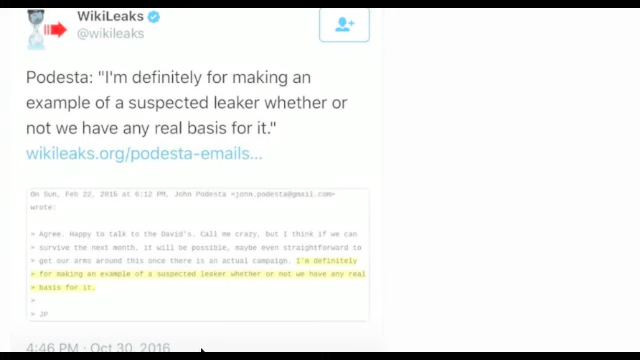 WikiLeaks
@wikileaks
Podesta: "I'm definitely for making an
example of a suspected leaker whether or
not we have any real basis for it."
wikileaks.org/podesta-emails...
On Sun, Feb 22, 2015 at 6:12 PM, John Podesta <john.podesta@gmail.com>
wrote:
> Agree. Happy to talk to the David's. Call me crazy, but I think if we can
> survive the next month, it will be possible, maybe even straightforward to
> get our arms around this once there is an actual campaign. I'm definitely
> for making an example of a suspected leaker whether or not we have any real
> basis for it.
>
> JP
4:46 PM - Oct 30, 2016